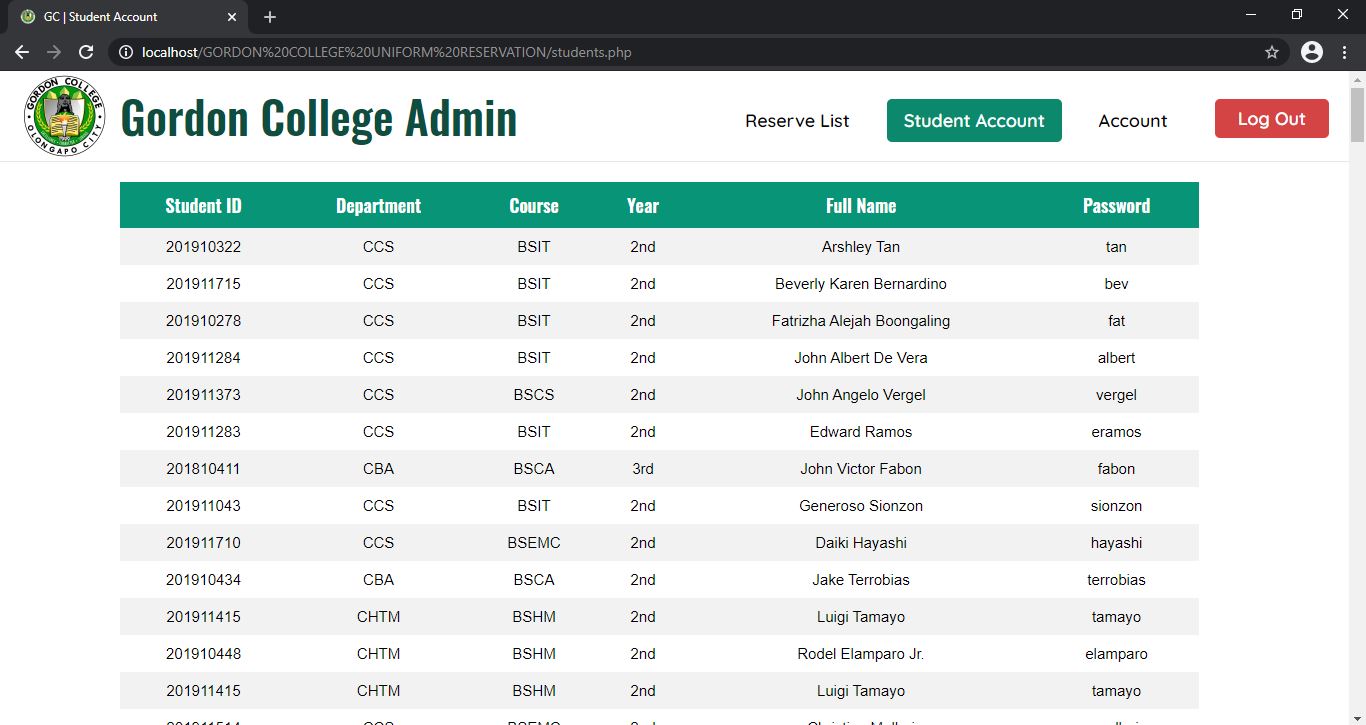 GC | Student Account
localhost/GORDON%20COLLEGE%20UNIFORM%20RESERVATION/students.php
GORDON COLLEGE
OLONGAPO CITY
Gordon College Admin
Reserve List Student Account Account Log Out
Student ID Department Course Year Full Name Password
201910322 CCS BSIT 2nd Arshley Tan tan
201911715 CCS BSIT 2nd Beverly Karen Bernardino bev
201910278 CCS BSIT 2nd Fatrizha Alejah Boongaling fat
201911284 CCS BSIT 2nd John Albert De Vera albert
201911373 CCS BSCS 2nd John Angelo Vergel vergel
201911283 CCS BSIT 2nd Edward Ramos eramos
201810411 CBA BSCA 3rd John Victor Fabon fabon
201911043 CCS BSIT 2nd Generoso Sionzon sionzon
201911710 CCS BSEMC 2nd Daiki Hayashi hayashi
201910434 CBA BSCA 2nd Jake Terrobias terrobias
201911415 CHTM BSHM 2nd Luigi Tamayo tamayo
201910448 CHTM BSHM 2nd Rodel Elamparo Jr. elamparo
201911415 CHTM BSHM 2nd Luigi Tamayo tamayo